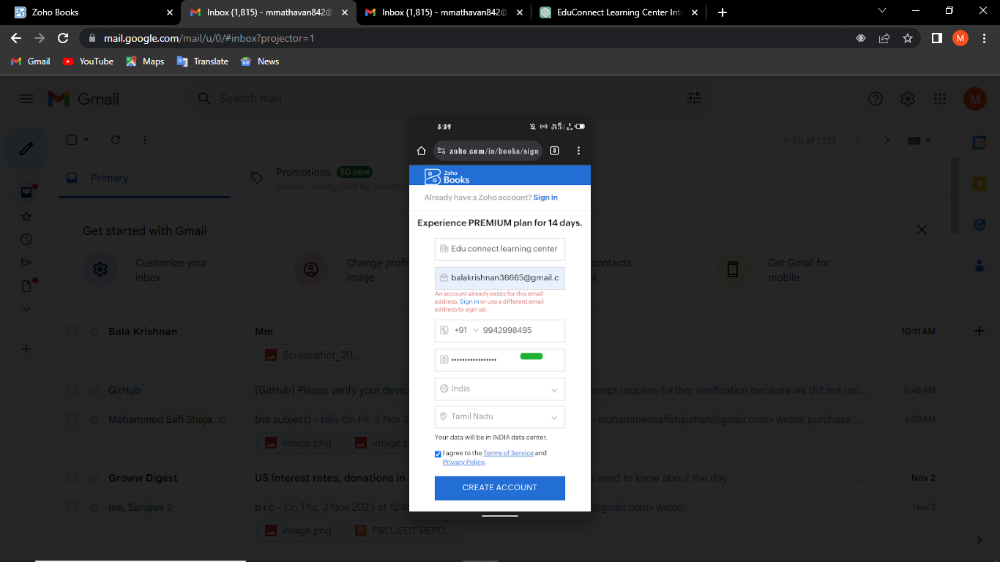 Zoho Books
Inbox (1,815) - mmathavan842@
Inbox (1,815) - mmathavan842@
EduConnect Learning Center Intr
mail.google.com/mail/u/0/#inbox?projector=1
M
Gmail
YouTube
Maps
Translate
News
Gmail
Search mail
M
1–50 of 1,922
Primary
Promotions 50 new
Groww, Trading Q&A by Zerodh...
Get started with Gmail
Customize your
inbox
Change profil
image
contacts
Get Gmail for
mobile
Bala Krishnan
Mm
10:11 AM
Screenshot_20...
GitHub
[GitHub] Please verify your devic
tempt requires further verification because we did not rec...
6:46 AM
Mohammed Safi Shaja. 10
(no subject) - bills On Fri, 3 Nov 2
<mohammedsafishajahan@gmail.com> wrote: purchase ...
6:39 AM
image.png
image.p
Groww Digest
US interest rates, donations in
need to know about the day
...
Nov 2
me, Sanjeev 2
b i c - On Thu, 2 Nov 2023 at 12:4
@gmail.com> wrote:
Nov 2
image.png
PROJECT REPO...
3:39
zoho.com/in/books/sign
3
Zoho
Books
Already have a Zoho account? Sign in
Experience PREMIUM plan for 14 days.
Edu connect learning center
balakrishnan36665@gmail.c
An account already exists for this email
address. Sign in or use a different email
address to sign up.
+91 9942998495
•••••••••••••••••
India
Tamil Nadu
Your data will be in INDIA data center.
I agree to the Terms of Service and
Privacy Policy.
CREATE ACCOUNT